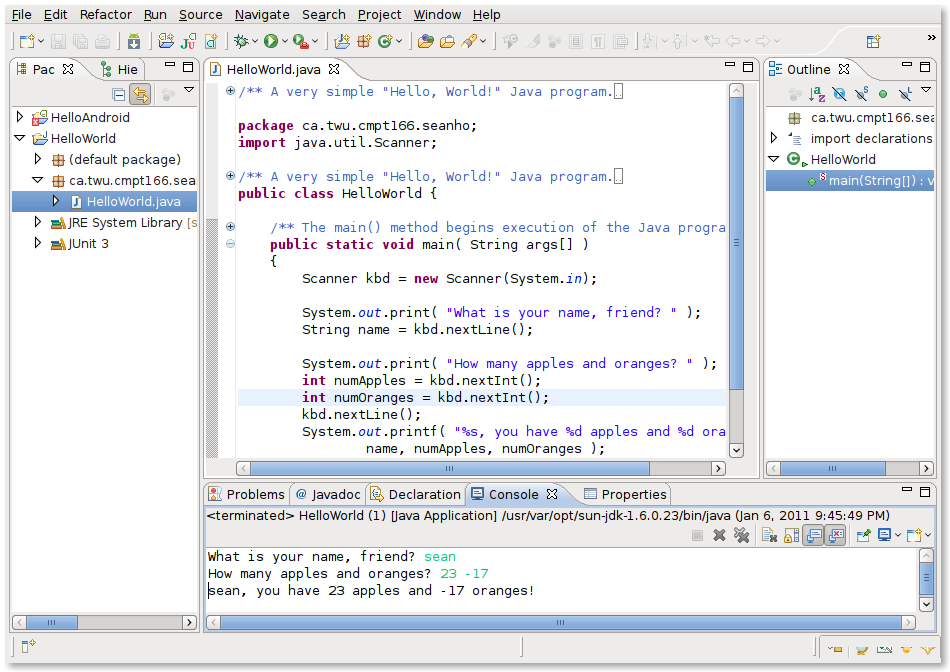 File Edit Refactor Run Source Navigate Search Project Window Help
Pac
Hie
HelloAndroid
HelloWorld
(default package)
ca.twu.cmpt166.sea
HelloWorld.java
JRE System Library [s
JUnit 3
HelloWorld.java
/** A very simple "Hello, World!" Java program.
package ca.twu.cmpt166.seanho;
import java.util.Scanner;
/** A very simple "Hello, World!" Java program.
public class HelloWorld {
/** The main() method begins execution of the Java progra
public static void main( String args[] )
{
Scanner kbd = new Scanner(System.in);
System.out.print( "What is your name, friend? " );
String name = kbd.nextLine();
System.out.print( "How many apples and oranges? " );
int numApples = kbd.nextInt();
int numOranges = kbd.nextInt();
kbd.nextLine();
System.out.printf( "%s, you have %d apples and %d ora
name, numApples, numOranges );
Outline
ca.twu.cmpt166.sea
import declarations
HelloWorld
main(String[]) : v
Problems @ Javadoc Declaration Console Properties
<terminated> HelloWorld (1) [Java Application] /usr/var/opt/sun-jdk-1.6.0.23/bin/java (Jan 6, 2011 9:45:49 PM)
What is your name, friend? sean
How many apples and oranges? 23 -17
sean, you have 23 apples and -17 oranges!